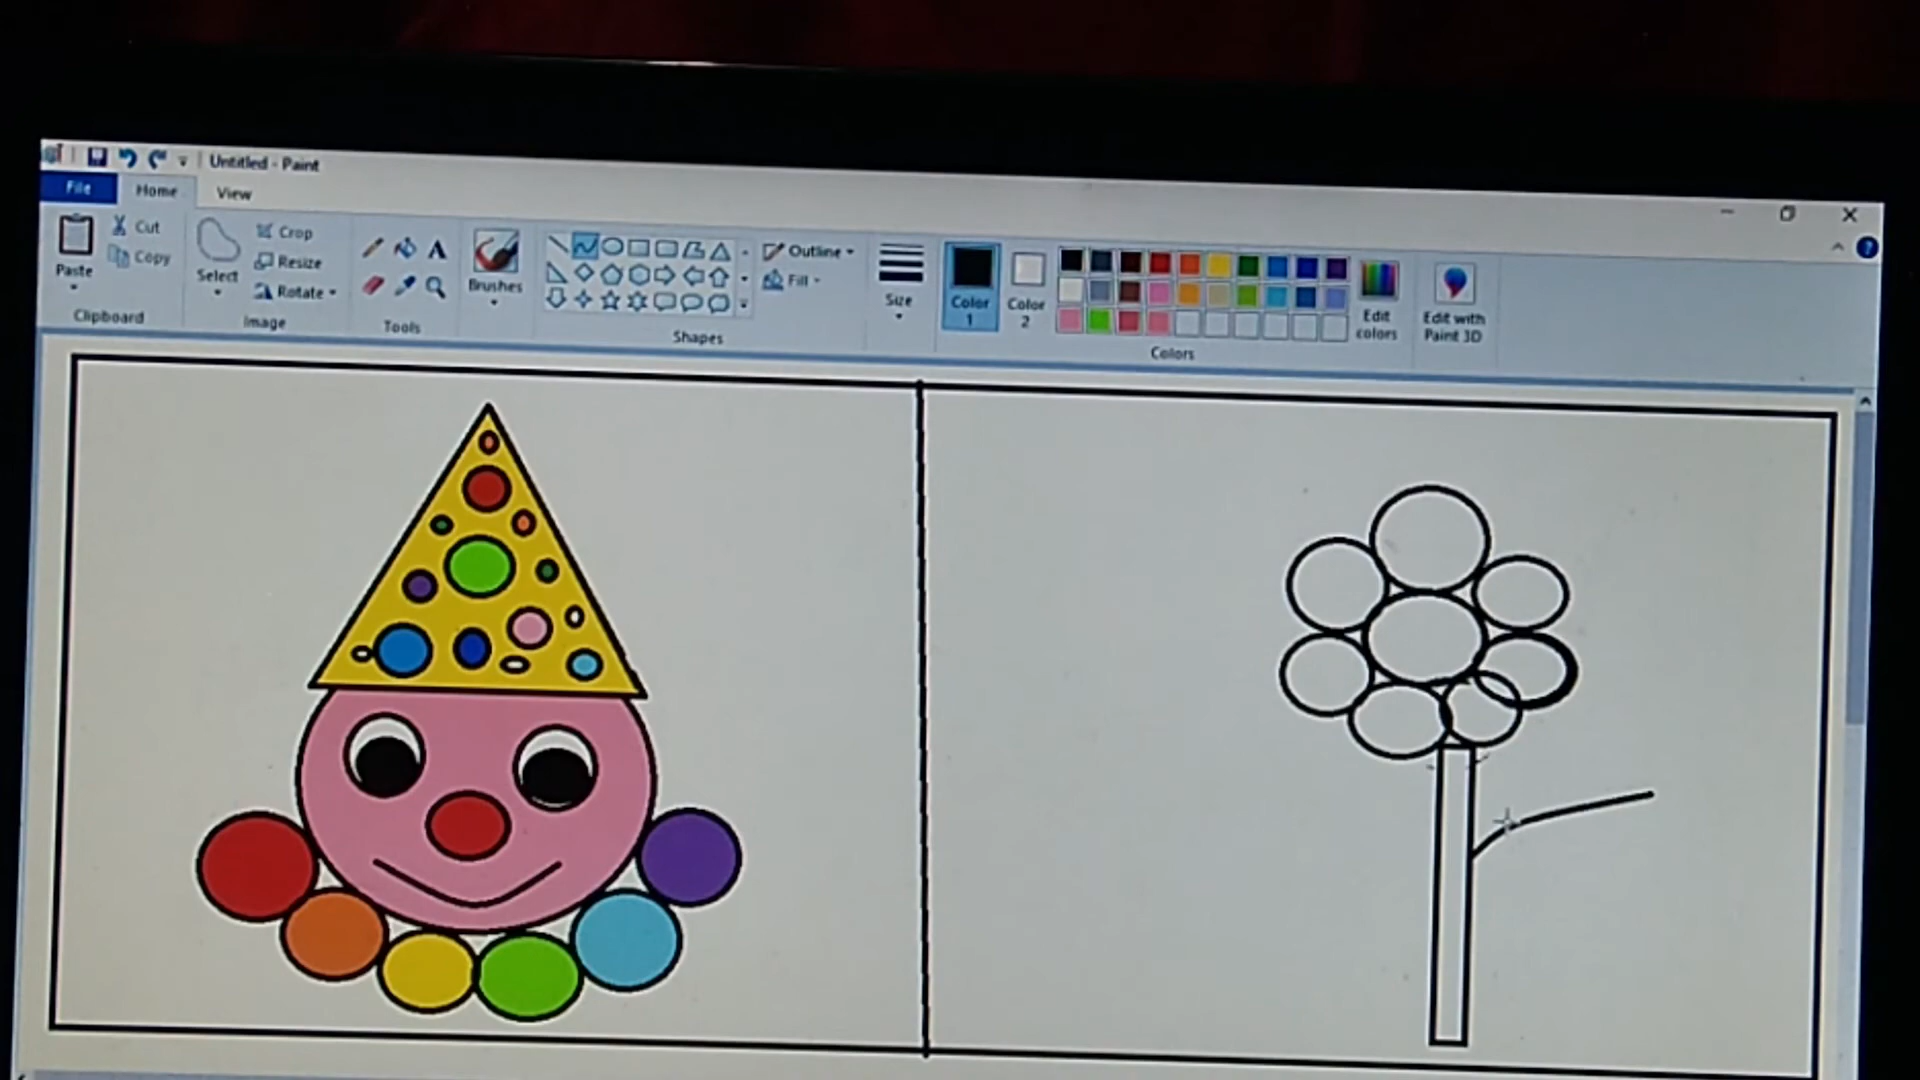 Untitled - Paint
File Home View
Paste
Cut
Copy
Clipboard
Select
Crop
Resize
Rotate
Image
A
Tools
Brushes
Outline
Fill
Shapes
Size
Color 1
Color 2
Edit colors
Colors
Edit with Paint 3D
?